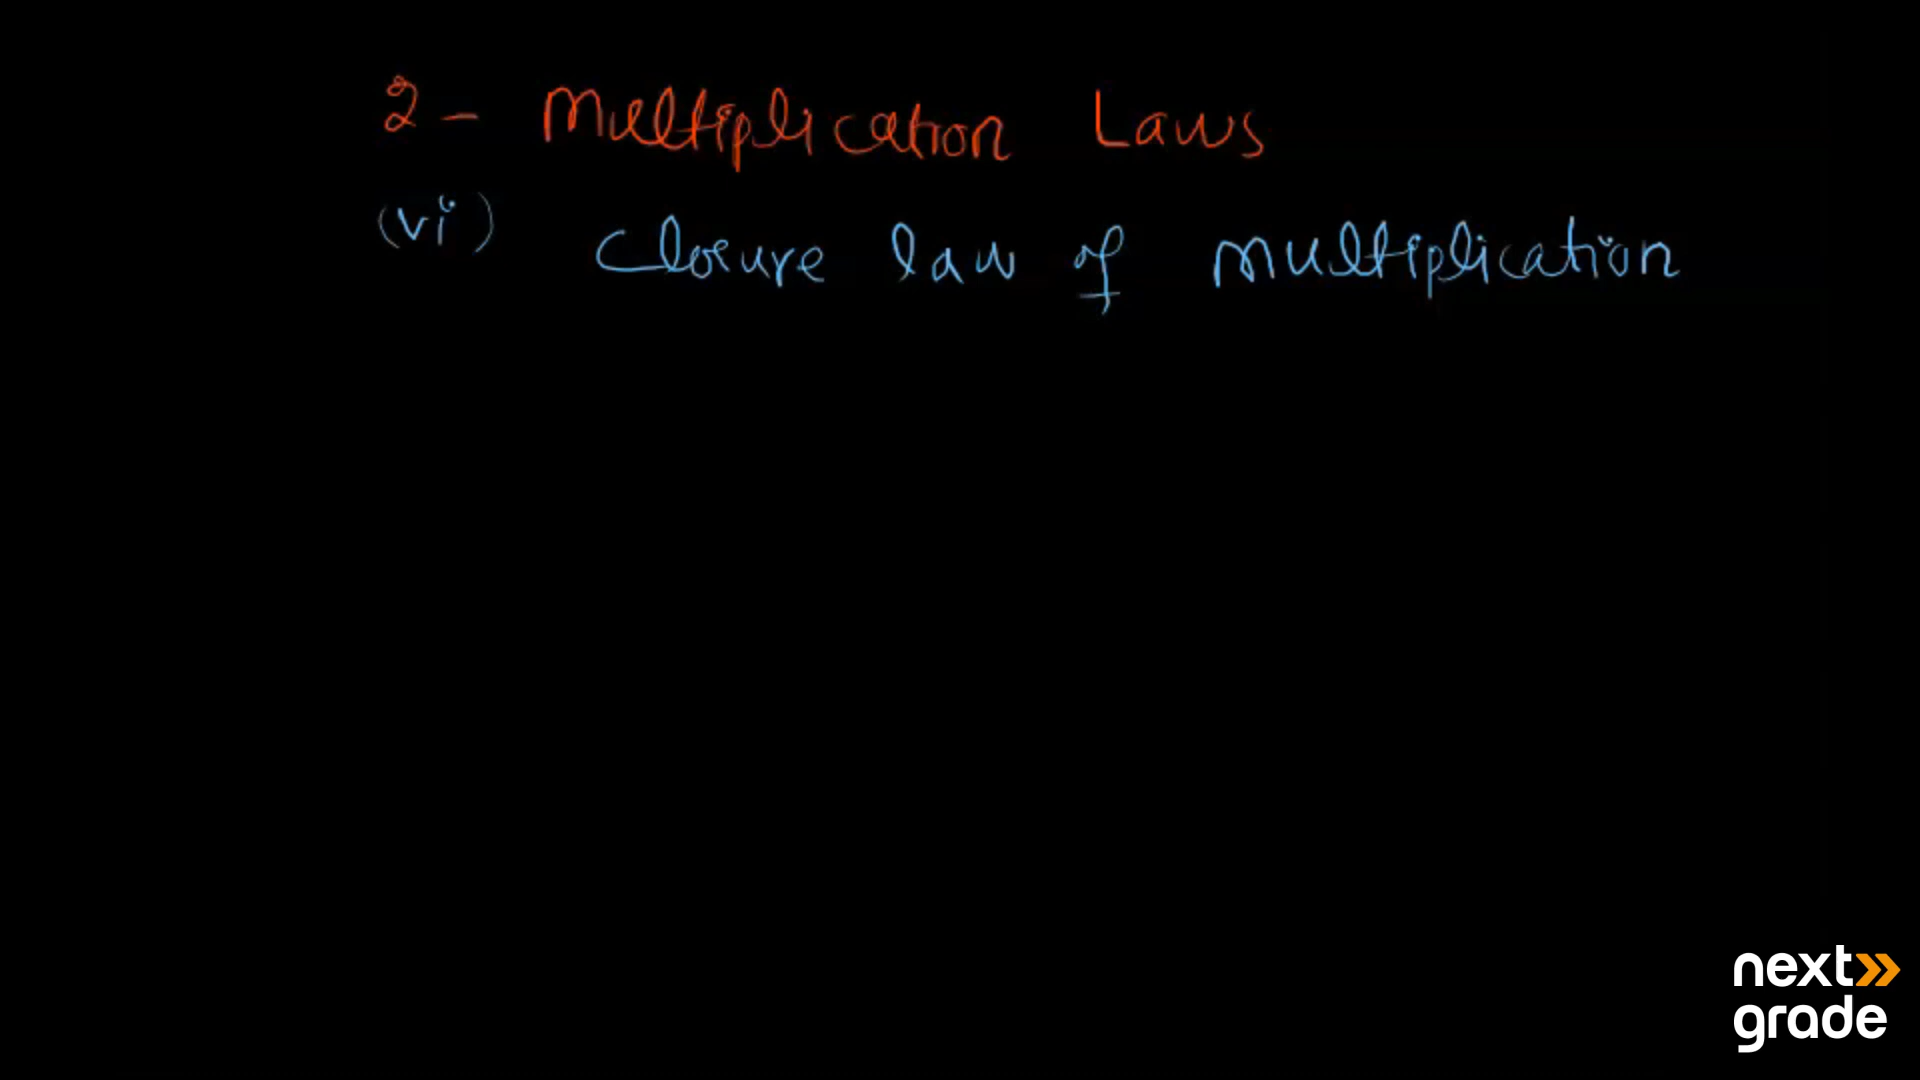 2 - Multiplication Laws
(vi) Closure law of multiplication
next
grade